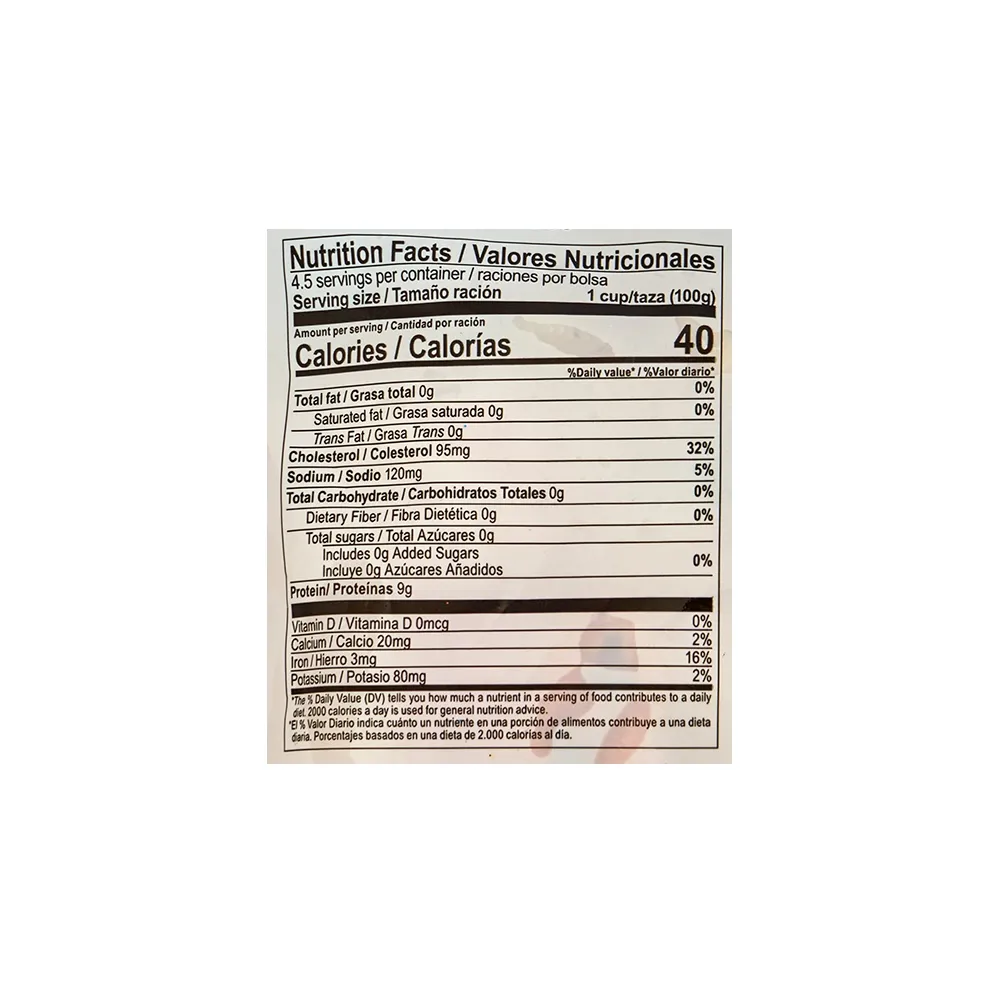 Nutrition Facts / Valores Nutricionales
4.5 servings per container / raciones por bolsa
Serving size / Tamaño ración 1 cup/taza (100g)
Amount per serving / Cantidad por ración
Calories / Calorías 40
%Daily value* / %Valor diario*
Total fat / Grasa total 0g 0%
Saturated fat / Grasa saturada 0g 0%
Trans Fat / Grasa Trans 0g
Cholesterol / Colesterol 95mg 32%
Sodium / Sodio 120mg 5%
Total Carbohydrate / Carbohidratos Totales 0g 0%
Dietary Fiber / Fibra Dietética 0g 0%
Total sugars / Total Azúcares 0g
Includes 0g Added Sugars
Incluye 0g Azúcares Añadidos 0%
Protein/ Proteínas 9g
Vitamin D / Vitamina D 0mcg 0%
Calcium / Calcio 20mg 2%
Iron / Hierro 3mg 16%
Potassium / Potasio 80mg 2%
*The % Daily Value (DV) tells you how much a nutrient in a serving of food contributes to a daily
diet. 2000 calories a day is used for general nutrition advice.
*El % Valor Diario indica cuánto un nutriente en una porción de alimentos contribuye a una dieta
diaria. Porcentajes basados en una dieta de 2.000 calorías al día.